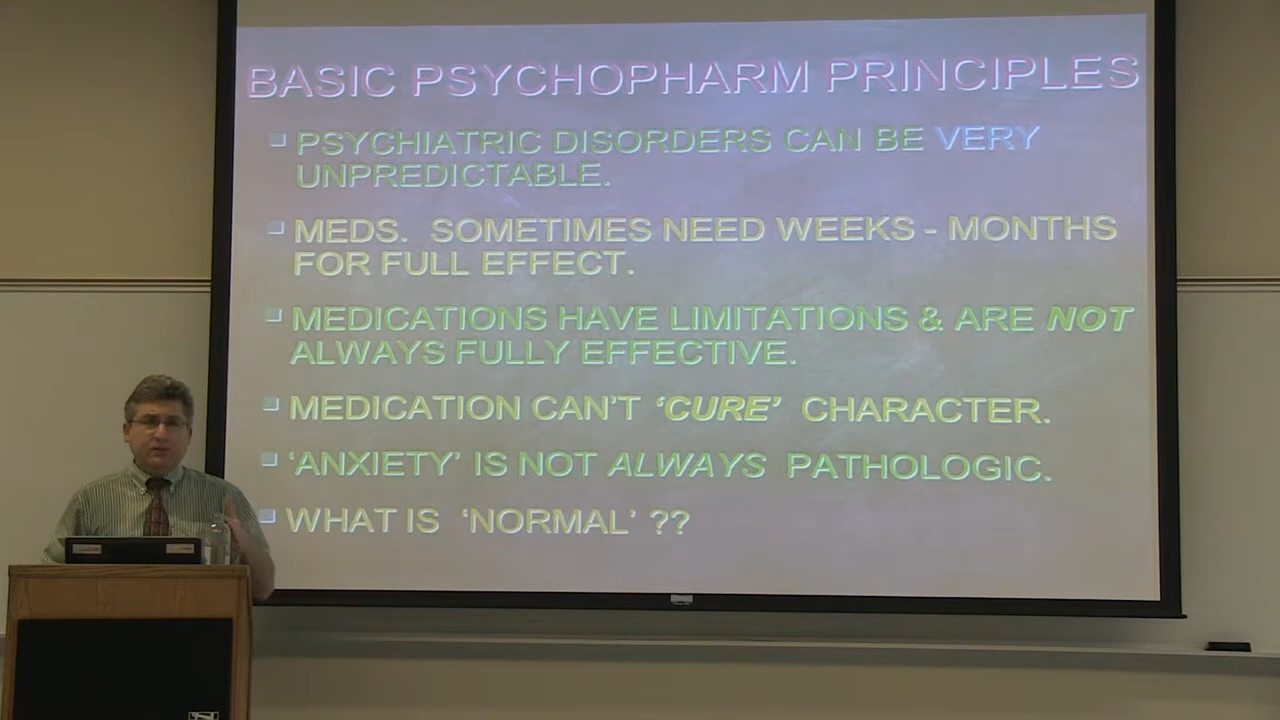 BASIC PSYCHOPHARM PRINCIPLES
PSYCHIATRIC DISORDERS CAN BE VERY
UNPREDICTABLE.
MEDS. SOMETIMES NEED WEEKS - MONTHS
FOR FULL EFFECT.
MEDICATIONS HAVE LIMITATIONS & ARE NOT
ALWAYS FULLY EFFECTIVE.
MEDICATION CAN'T 'CURE' CHARACTER.
'ANXIETY' IS NOT ALWAYS PATHOLOGIC.
WHAT IS 'NORMAL' ??